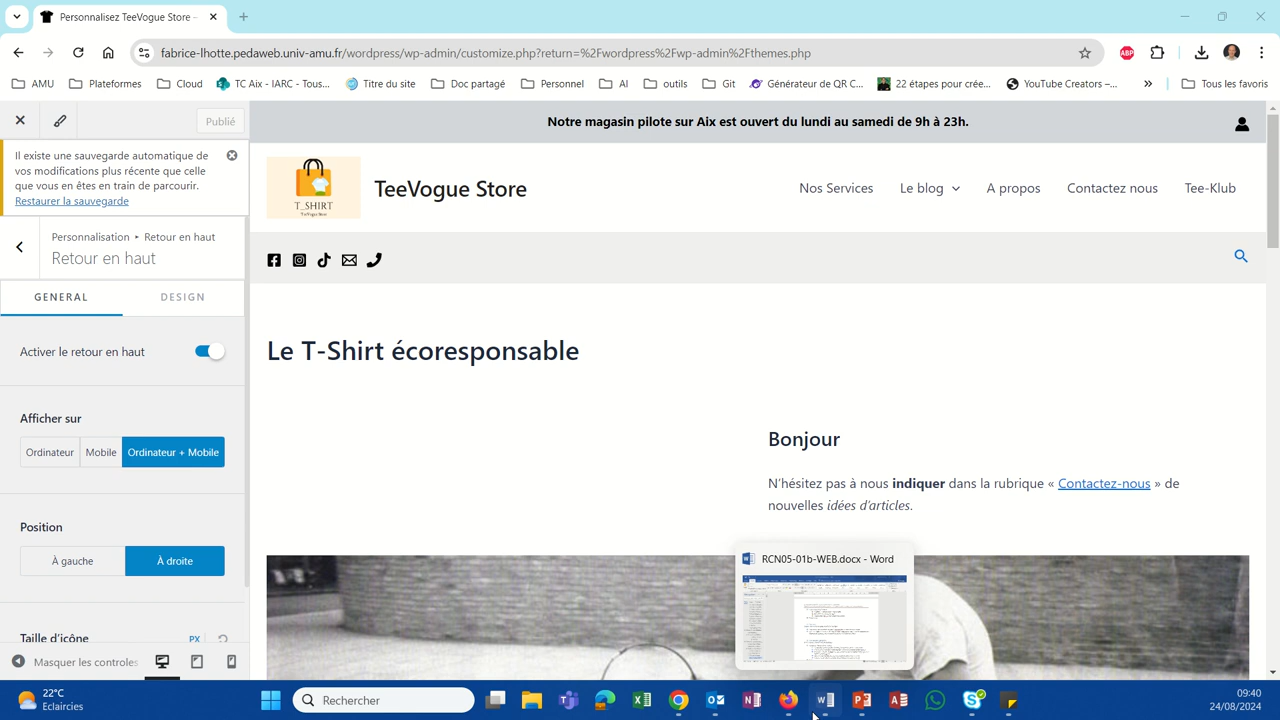 Personnalisez TeeVogue Store –
fabrice-lhotte.pedaweb.univ-amu.fr/wordpress/wp-admin/customize.php?return=%2Fwordpress%2Fwp-admin%2Fthemes.php
ABP
AMU
Plateformes
Cloud
TC Aix - IARC - Tous...
Titre du site
Doc partagé
Personnel
AI
outils
Git
Générateur de QR C...
22 étapes pour crée...
YouTube Creators –...
»
Tous les favoris
Publié
Il existe une sauvegarde automatique de
vos modifications plus récente que celle
que vous en êtes en train de parcourir.
Restaurer la sauvegarde
Personnalisation ▸ Retour en haut
Retour en haut
GENERAL
DESIGN
Activer le retour en haut
Afficher sur
Ordinateur
Mobile
Ordinateur + Mobile
Position
À gauche
À droite
Taille d'icône
PX
Masquer les contrôle
Notre magasin pilote sur Aix est ouvert du lundi au samedi de 9h à 23h.
T_SHIRT
TeeVogue Store
TeeVogue Store
Nos Services
Le blog
A propos
Contactez nous
Tee-Klub
Le T-Shirt écoresponsable
Bonjour
N'hésitez pas à nous indiquer dans la rubrique « Contactez-nous » de
nouvelles idées d'articles.
RCN05-01b-WEB.docx - Word
22°C
Eclaircies
Rechercher
09:40
24/08/2024